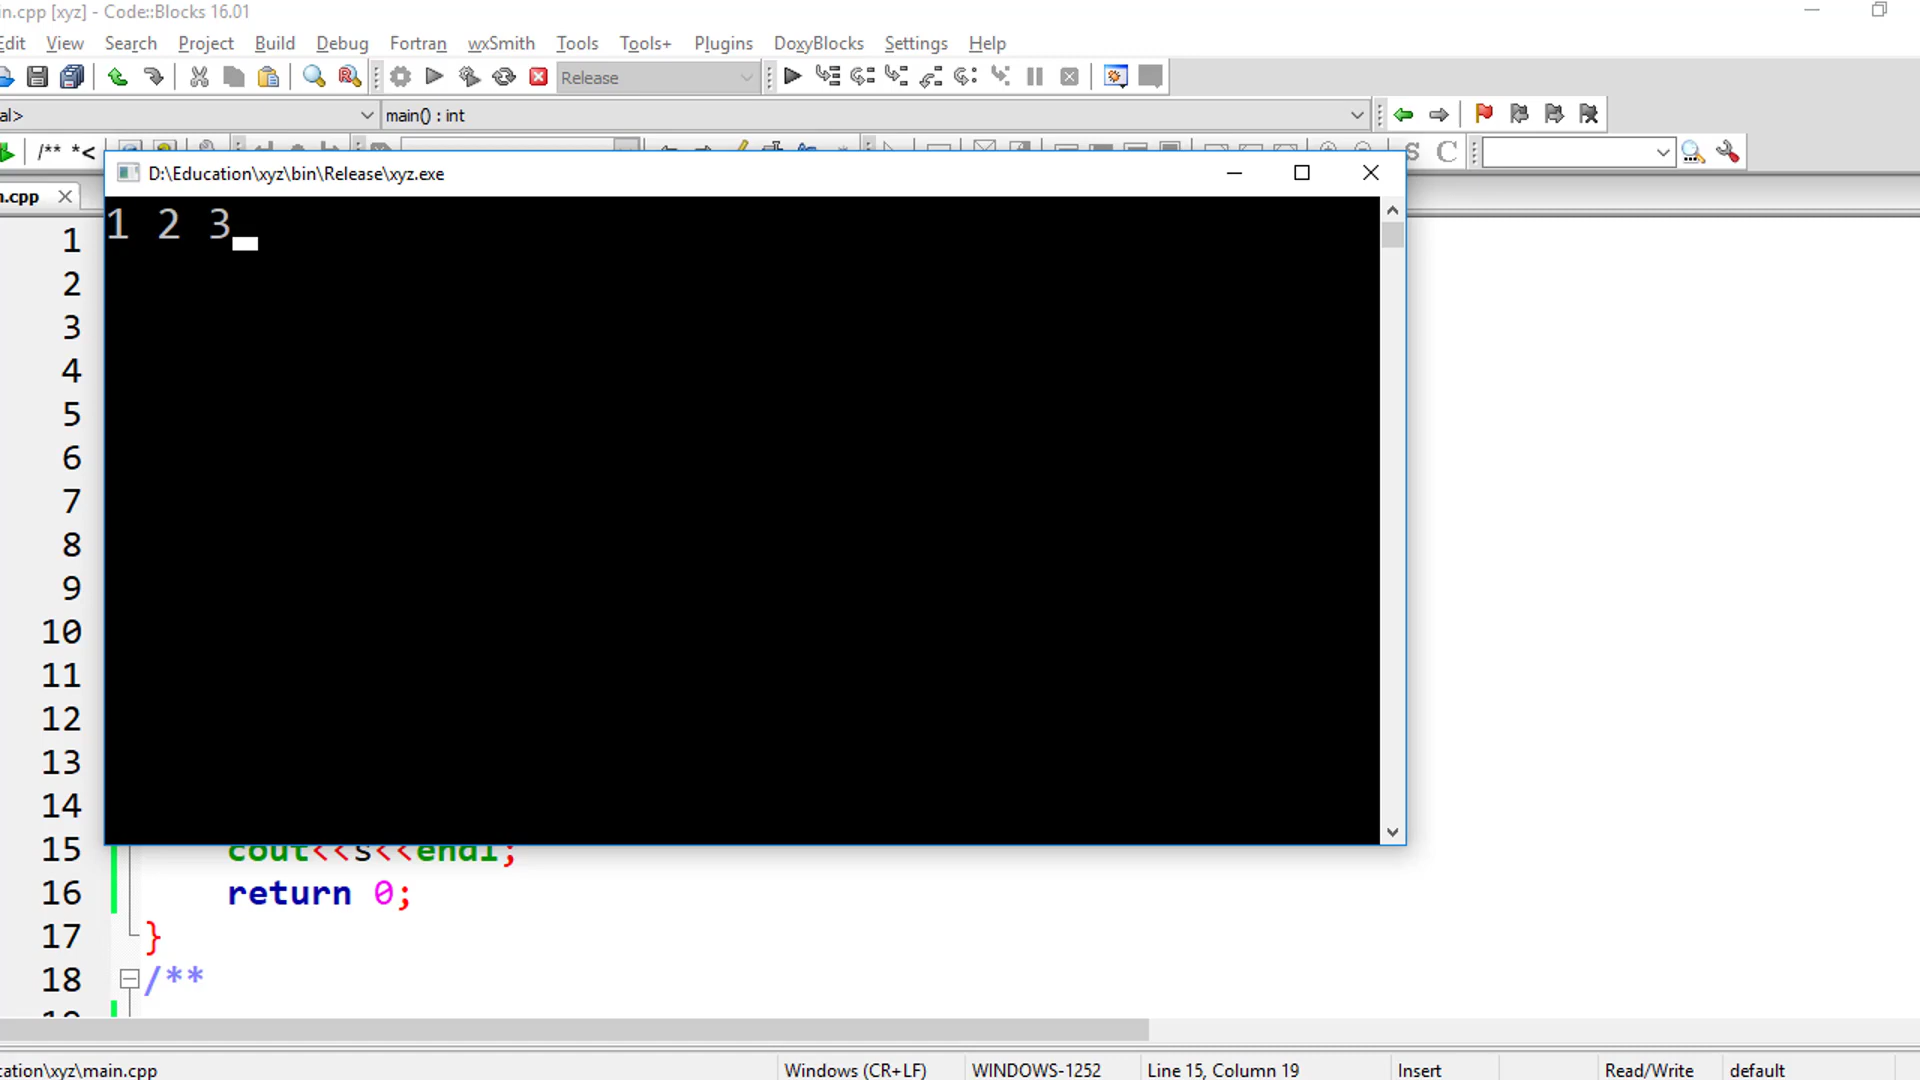 in.cpp [xyz] - Code::Blocks 16.01
Edit View Search Project Build Debug Fortran wxSmith Tools Tools+ Plugins DoxyBlocks Settings Help
Release
al> main() : int
/** *<
S C
D:\Education\xyz\bin\Release\xyz.exe
n.cpp
1 2 3
1
2
3
4
5
6
7
8
9
10
11
12
13
14
15 cout<<s<<endl;
16 return 0;
17 }
18 /**
19
cation\xyz\main.cpp Windows (CR+LF) WINDOWS-1252 Line 15, Column 19 Insert Read/Write default